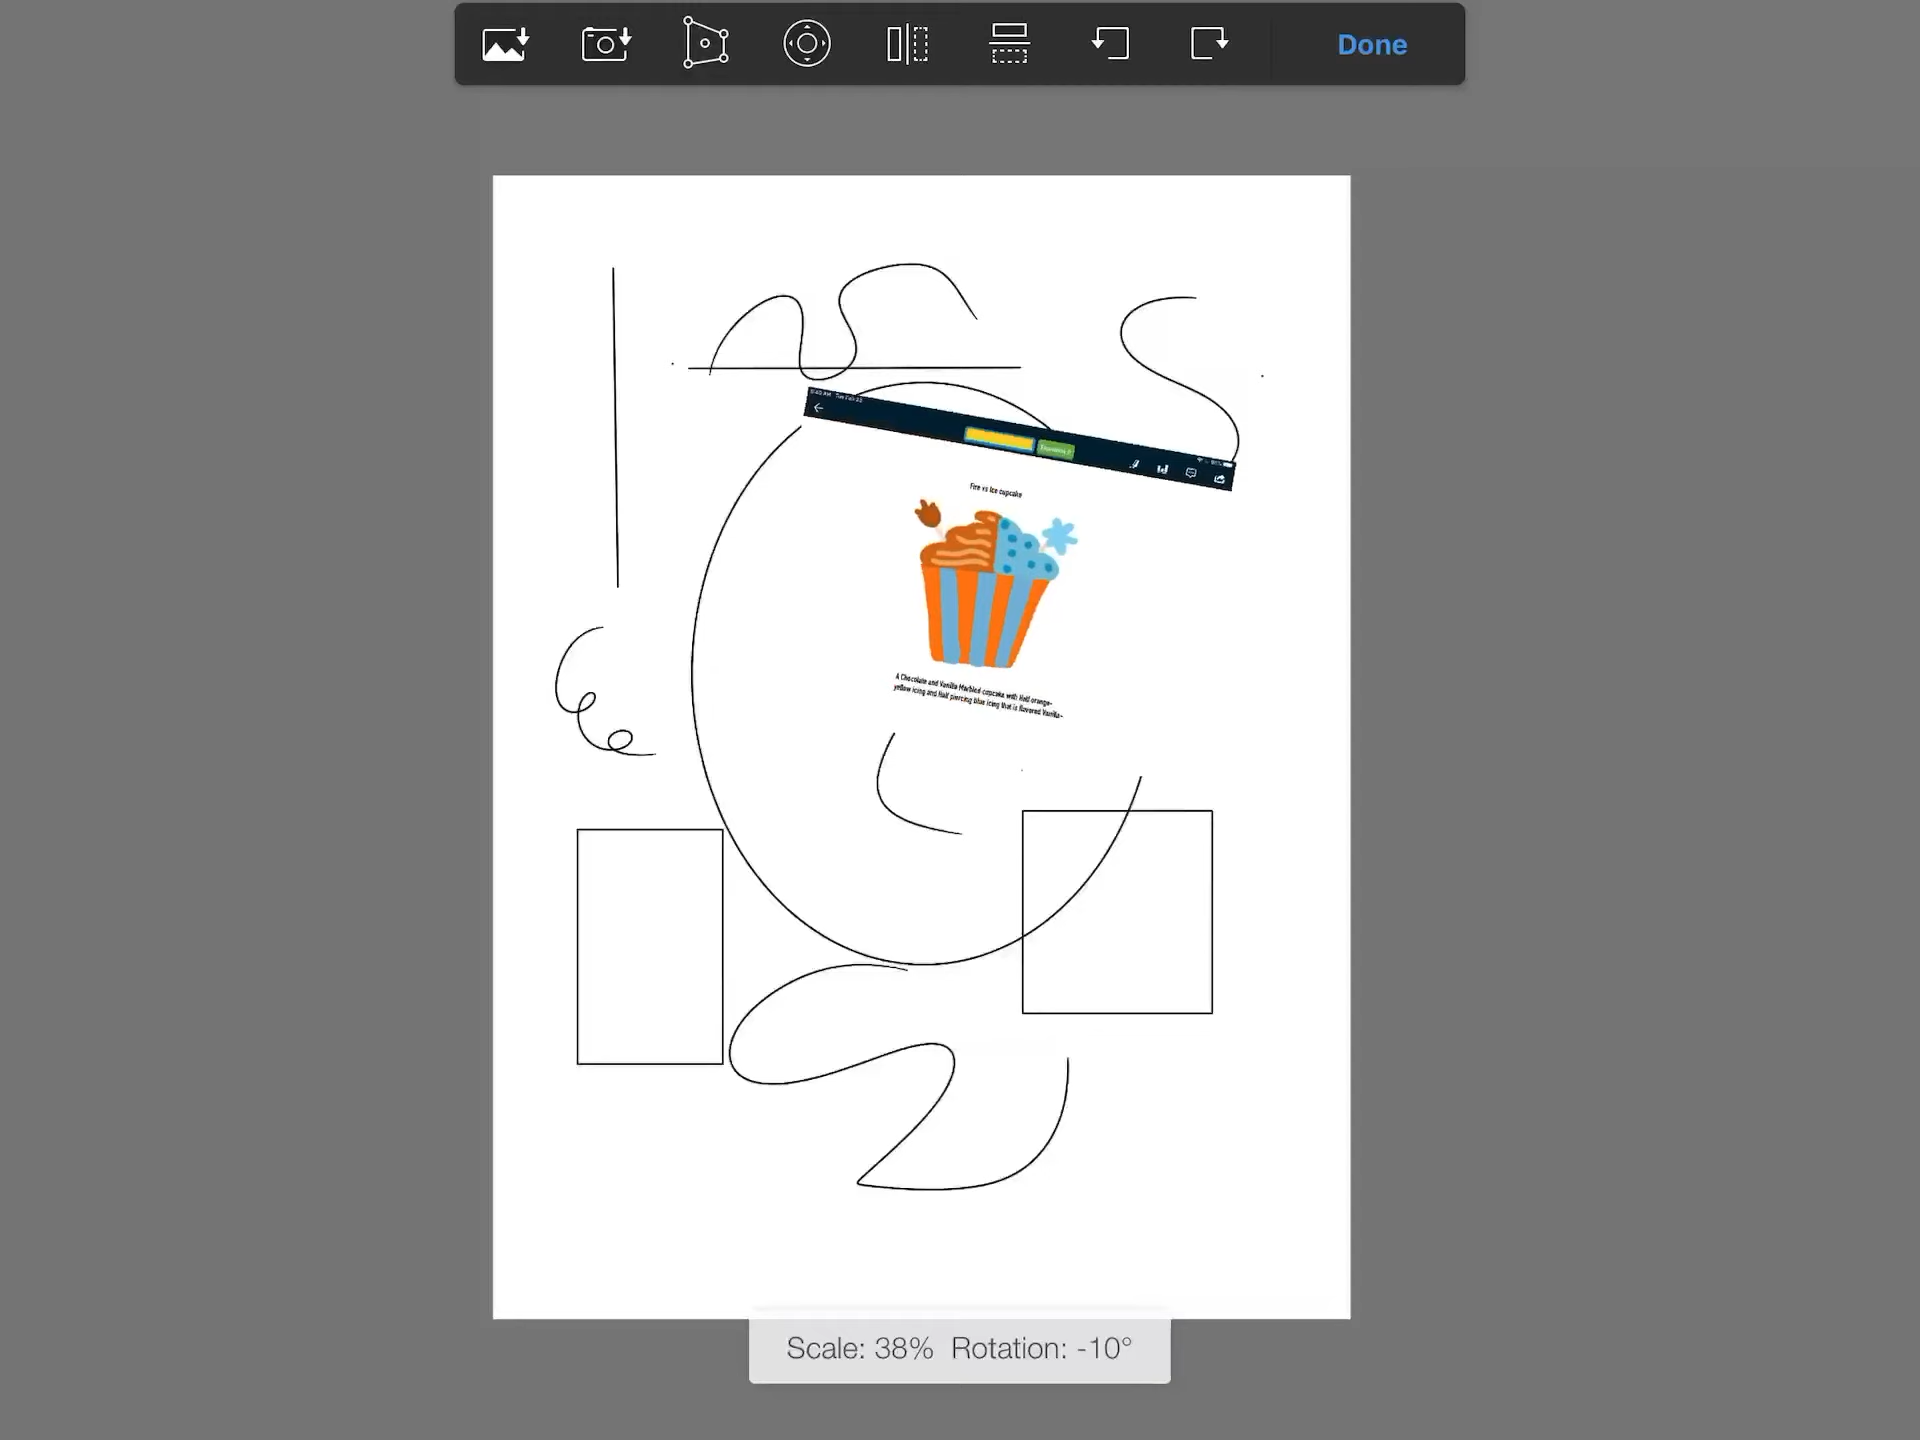 Done
Fire vs Ice cupcake
A Chocolate and Vanilla Marbled cupcake with Half orange-
yellow icing and Half piercing blue icing that is flavored Vanilla-
Scale: 38% Rotation: -10°